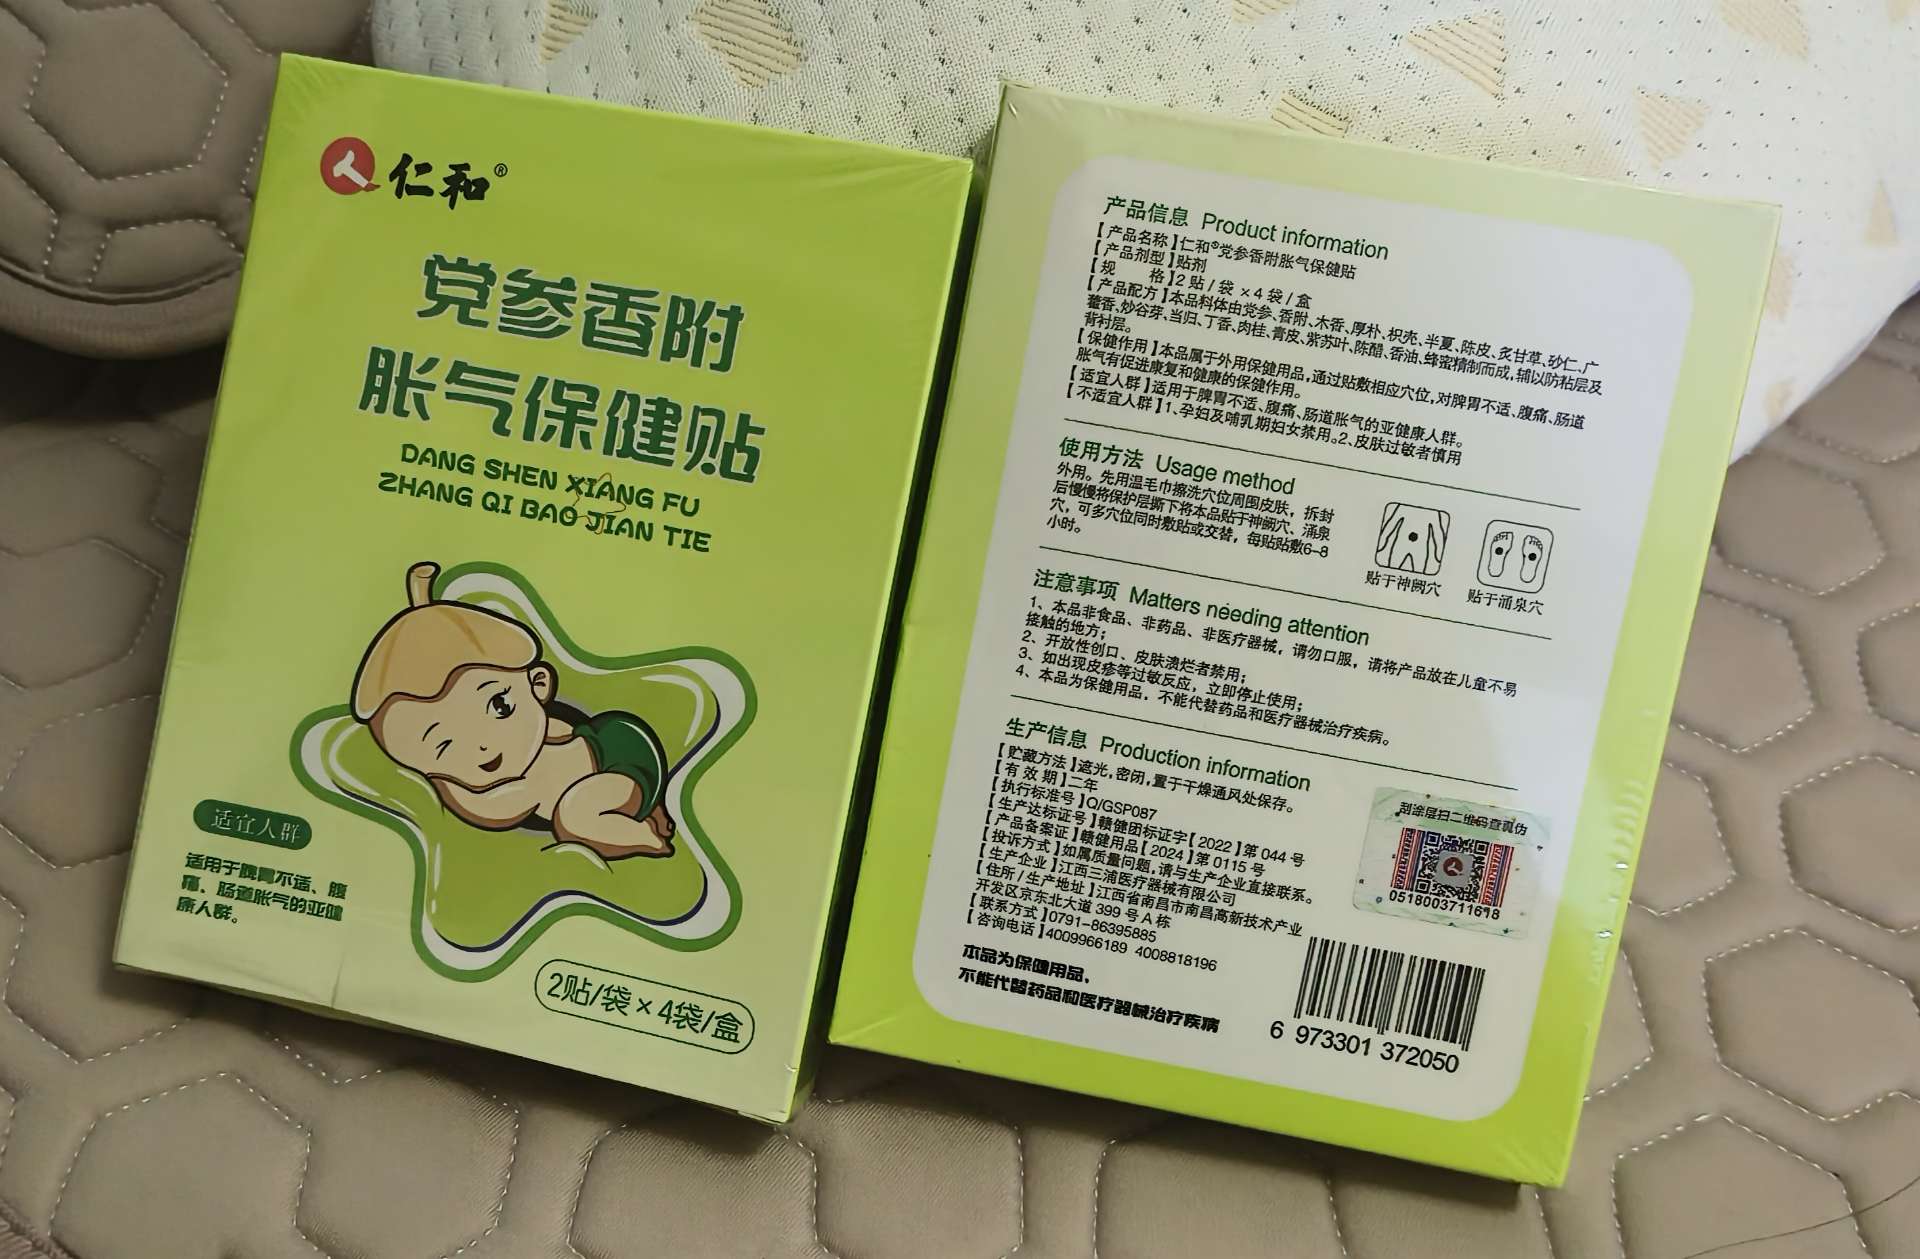 仁和®
党参香附
胀气保健贴
DANG SHEN XIANG FU
ZHANG QI BAO JIAN TIE
适宜人群
适用于脾胃不适、腹
痛、肠道胀气的亚健
康人群。
2贴/袋×4袋/盒
产品信息 Product information
【产品名称】仁和®党参香附胀气保健贴
【产品剂型】贴剂
【规 格】2贴/袋×4袋/盒
【产品配方】本品料体由党参、香附、木香、厚朴、枳壳、半夏、陈皮、炙甘草、砂仁、广
藿香、炒谷芽、当归、丁香、肉桂、青皮、紫苏叶、陈醋、香油、蜂蜜精制而成,辅以防粘层及
背衬层。
【保健作用】本品属于外用保健用品,通过贴敷相应穴位,对脾胃不适、腹痛、肠道
胀气有促进康复和健康的保健作用。
【适宜人群】适用于脾胃不适、腹痛、肠道胀气的亚健康人群。
【不适宜人群】1、孕妇及哺乳期妇女禁用。2、皮肤过敏者慎用
使用方法 Usage method
外用。先用温毛巾擦洗穴位周围皮肤，拆封
后慢慢将保护层撕下将本品贴于神阙穴、涌泉
穴，可多穴位同时敷贴或交替，每贴贴敷6-8
小时。
贴于神阙穴
贴于涌泉穴
注意事项 Matters needing attention
1、本品非食品、非药品、非医疗器械，请勿口服，请将产品放在儿童不易
接触的地方；
2、开放性创口、皮肤溃烂者禁用；
3、如出现皮疹等过敏反应，立即停止使用；
4、本品为保健用品，不能代替药品和医疗器械治疗疾病。
生产信息 Production information
【贮藏方法】遮光,密闭,置于干燥通风处保存。
【有 效 期】二年
【执行标准号】Q/GSP087
【生产达标证号】赣健团标证字【2022】第 044 号
【产品备案证】赣健用品【2024】第 0115 号
【投诉方式】如属质量问题,请与生产企业直接联系。
【生产企业】江西三浦医疗器械有限公司
【住所/生产地址】江西省南昌市南昌高新技术产业
开发区京东北大道 399 号 A 栋
【联系方式】0791-86395885
【咨询电话】4009966189 4008818196
本品为保健用品,
不能代替药品和医疗器械治疗疾病
刮涂层扫二维码查真伪
0518003711698
6 973301 372050